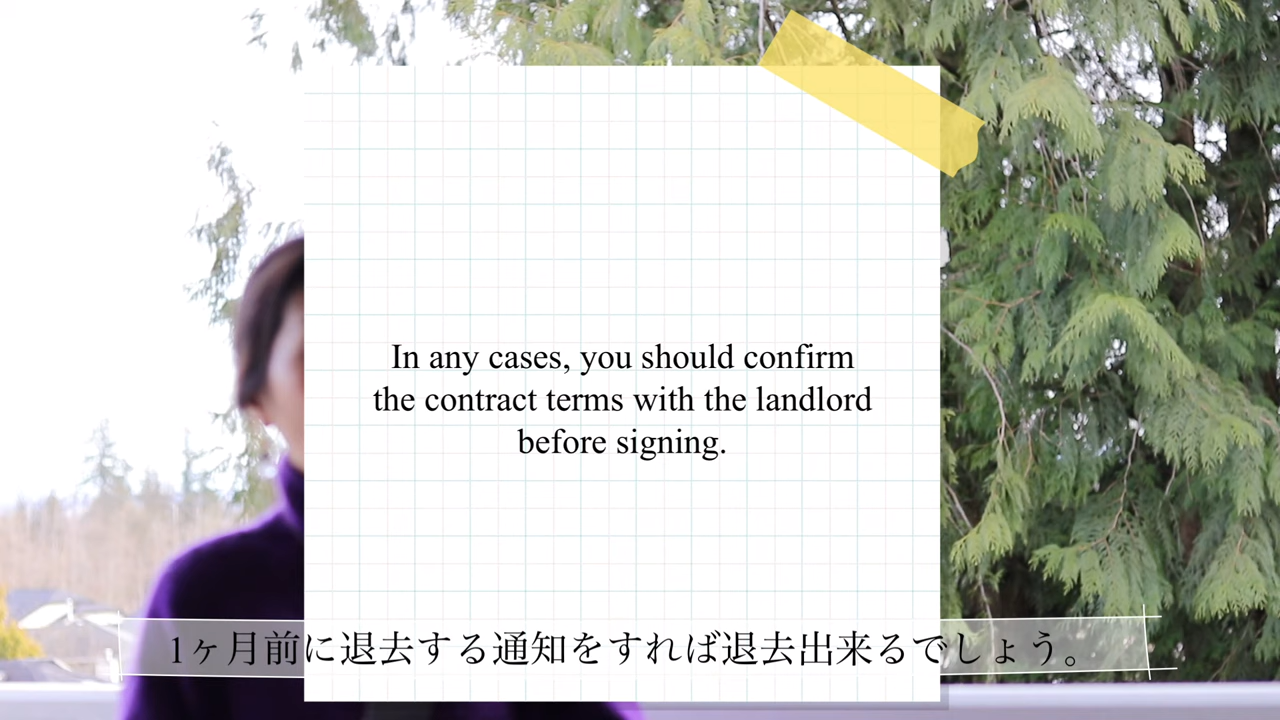 In any cases, you should confirm
the contract terms with the landlord
before signing.
1ヶ月前に退去する通知をすれば退去出来るでしょう。